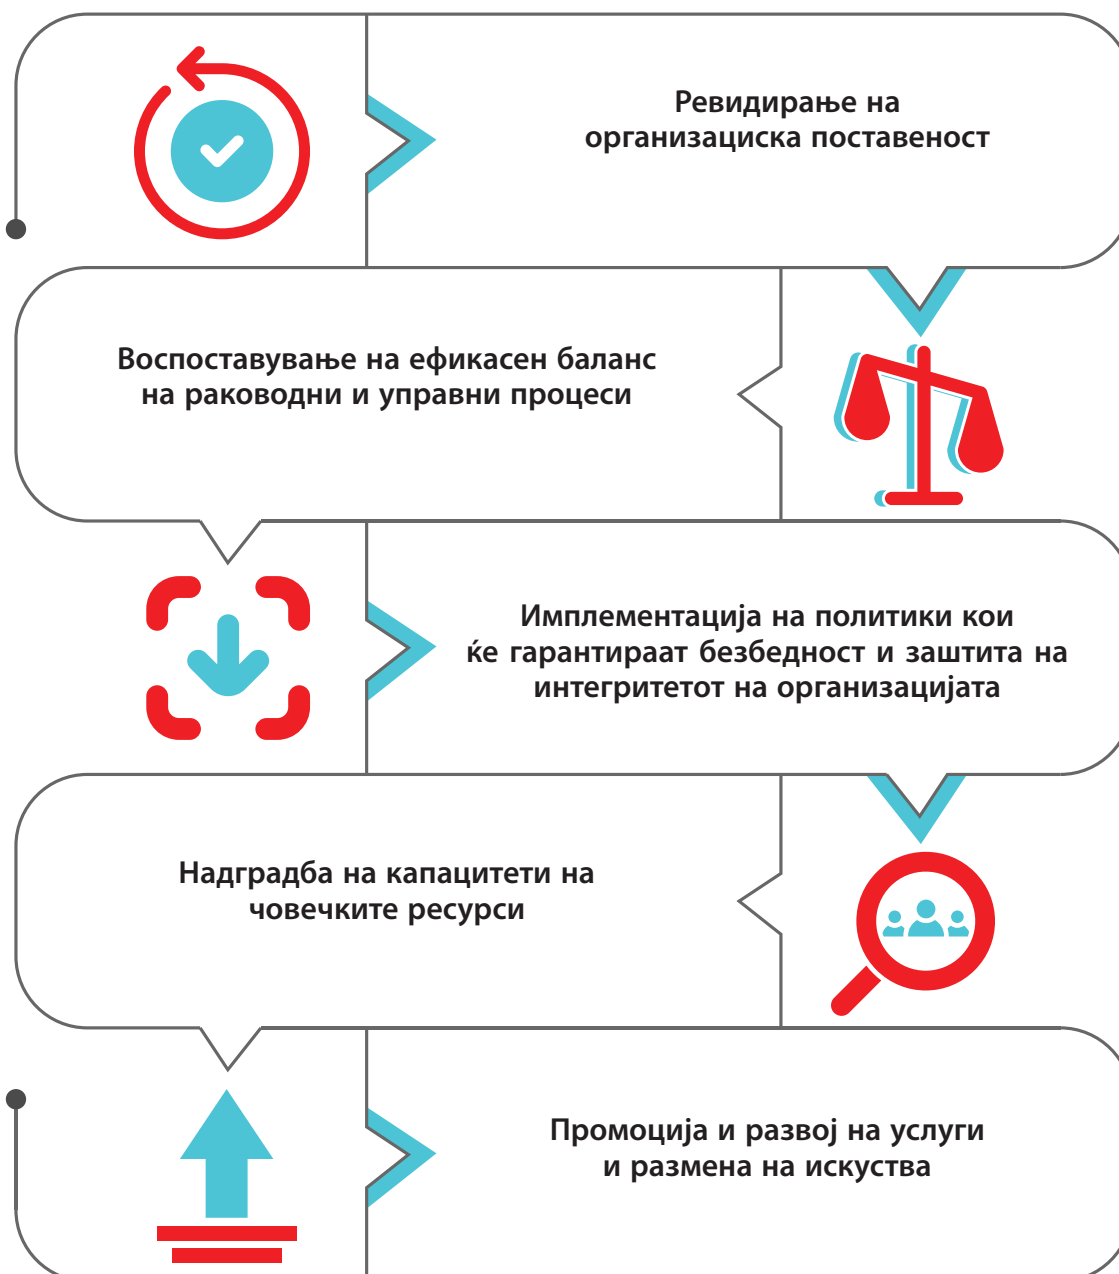 Ревидирање на
организациска поставеност
Воспоставување на ефикасен баланс
на раководни и управни процеси
Имплементација на политики кои
ќе гарантираат безбедност и заштита на
интегритетот на организацијата
Надградба на капацитети на
човечките ресурси
Промоција и развој на услуги
и размена на искуства